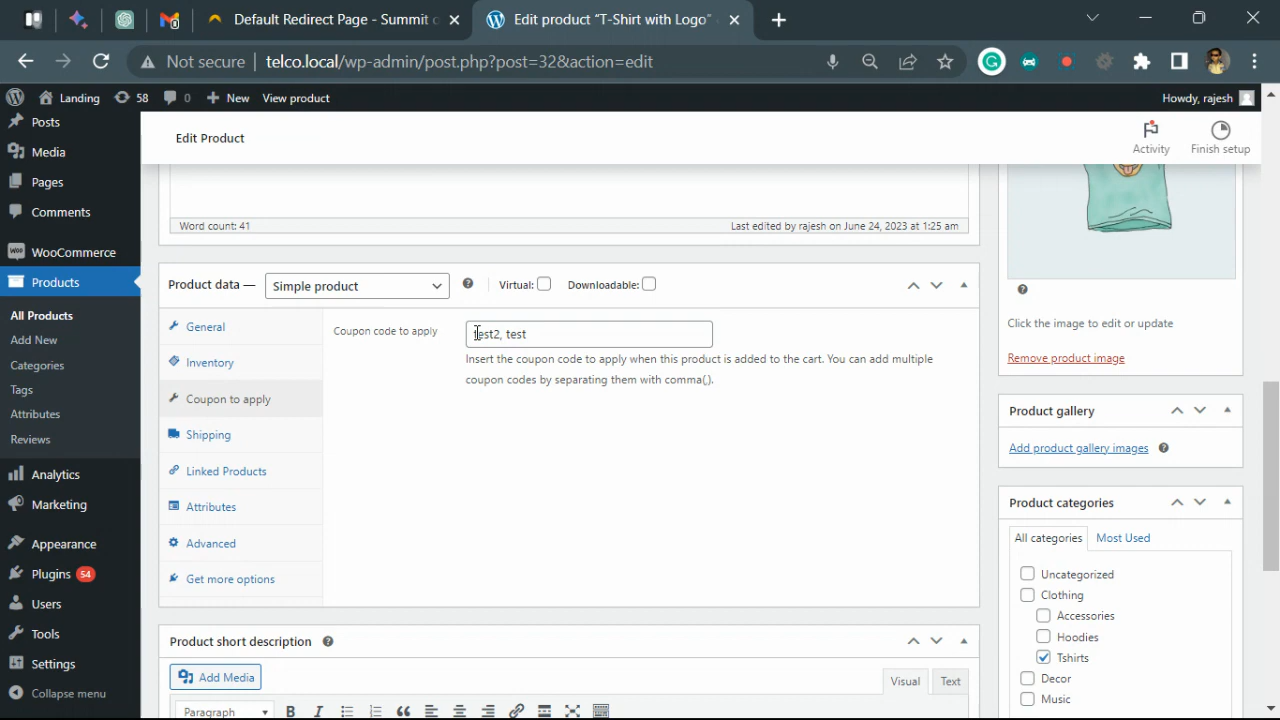 Default Redirect Page - Summit
Edit product “T-Shirt with Logo”
Not secure
telco.local/wp-admin/post.php?post=32&action=edit
Landing
58
0
New
View product
Howdy, rajesh
Posts
Media
Pages
Comments
WooCommerce
Products
All Products
Add New
Categories
Tags
Attributes
Reviews
Analytics
Marketing
Appearance
Plugins 54
Users
Tools
Settings
Collapse menu
Edit Product
Activity
Finish setup
Word count: 41
Last edited by rajesh on June 24, 2023 at 1:25 am
Product data —
Simple product
Virtual:
Downloadable:
General
Inventory
Coupon to apply
Shipping
Linked Products
Attributes
Advanced
Get more options
Coupon code to apply
test2, test
Insert the coupon code to apply when this product is added to the cart. You can add multiple
coupon codes by separating them with comma(,).
Product short description
Add Media
Visual
Text
Paragraph
Click the image to edit or update
Remove product image
Product gallery
Add product gallery images
Product categories
All categories
Most Used
Uncategorized
Clothing
Accessories
Hoodies
Tshirts
Decor
Music